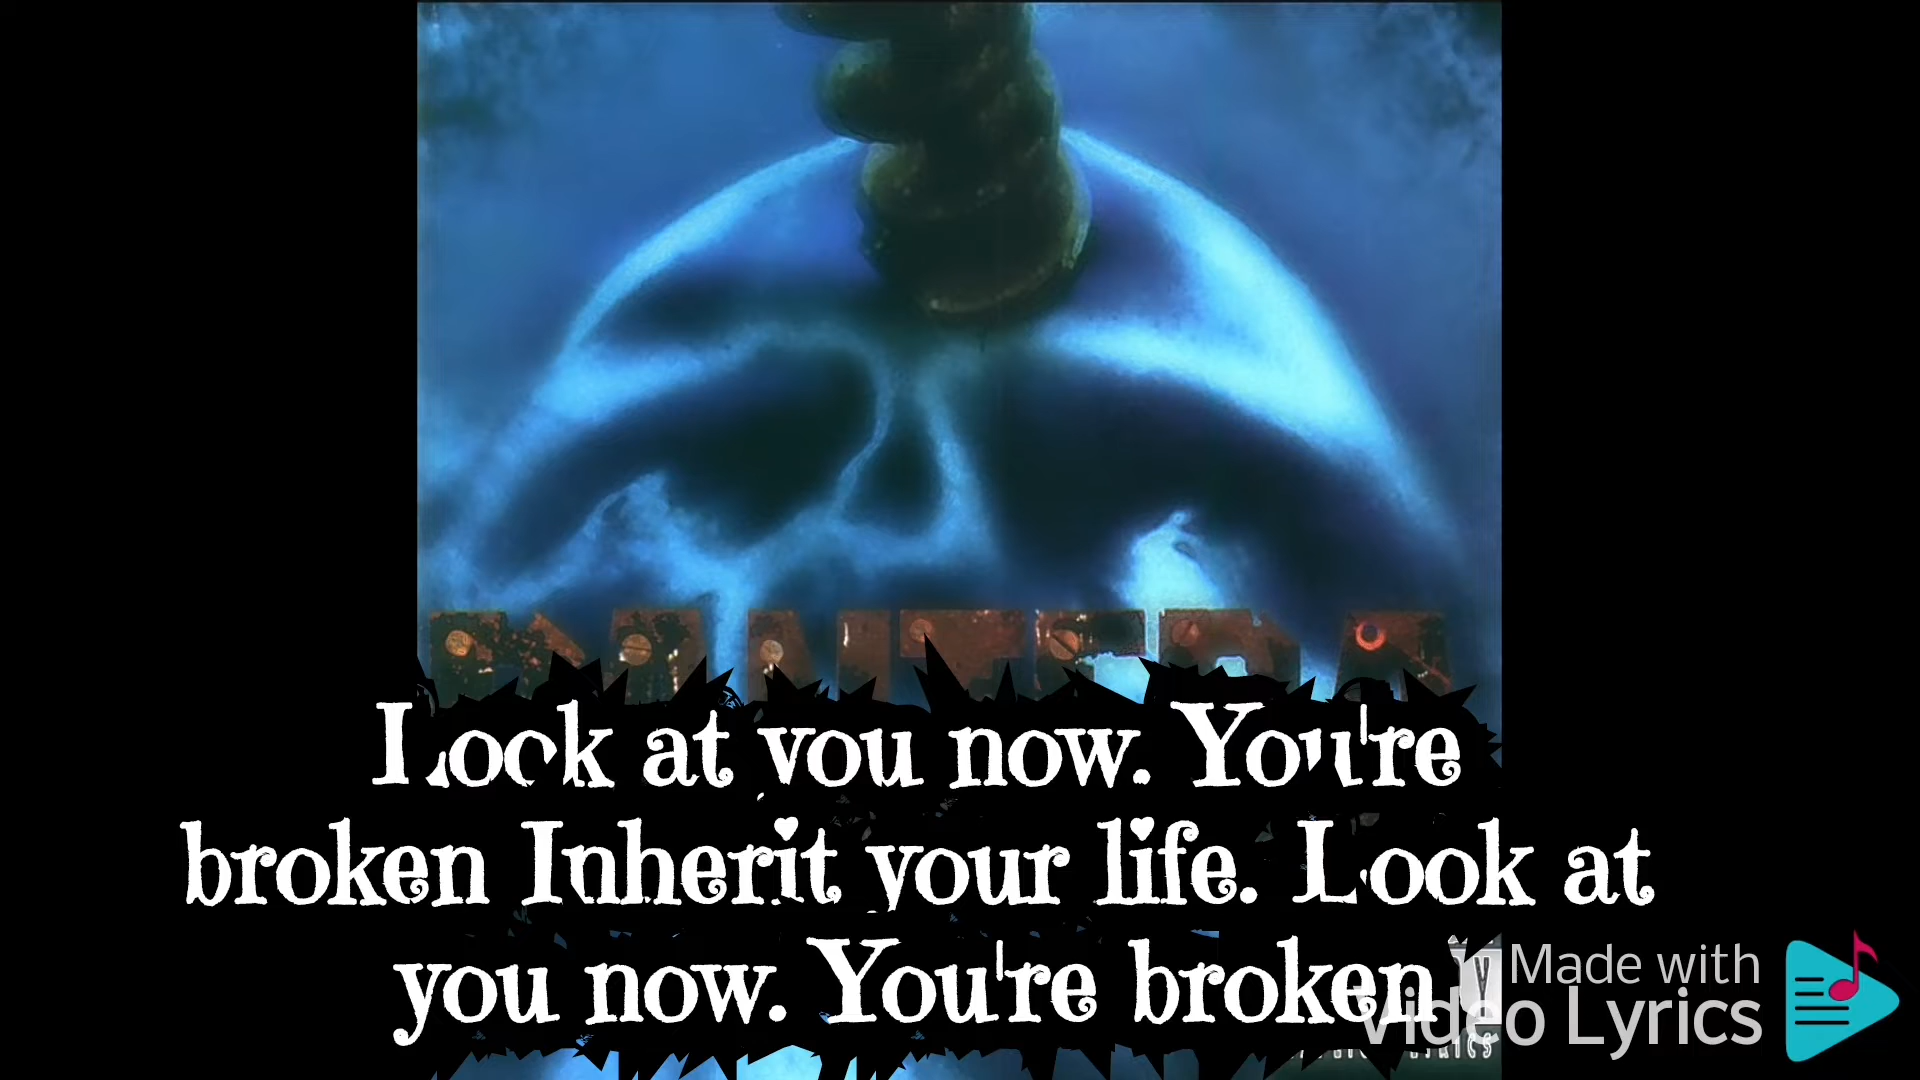 PANTERA
Look at you now. You're
broken Inherit your life. Look at
you now. You're broken
Made with
Video Lyrics